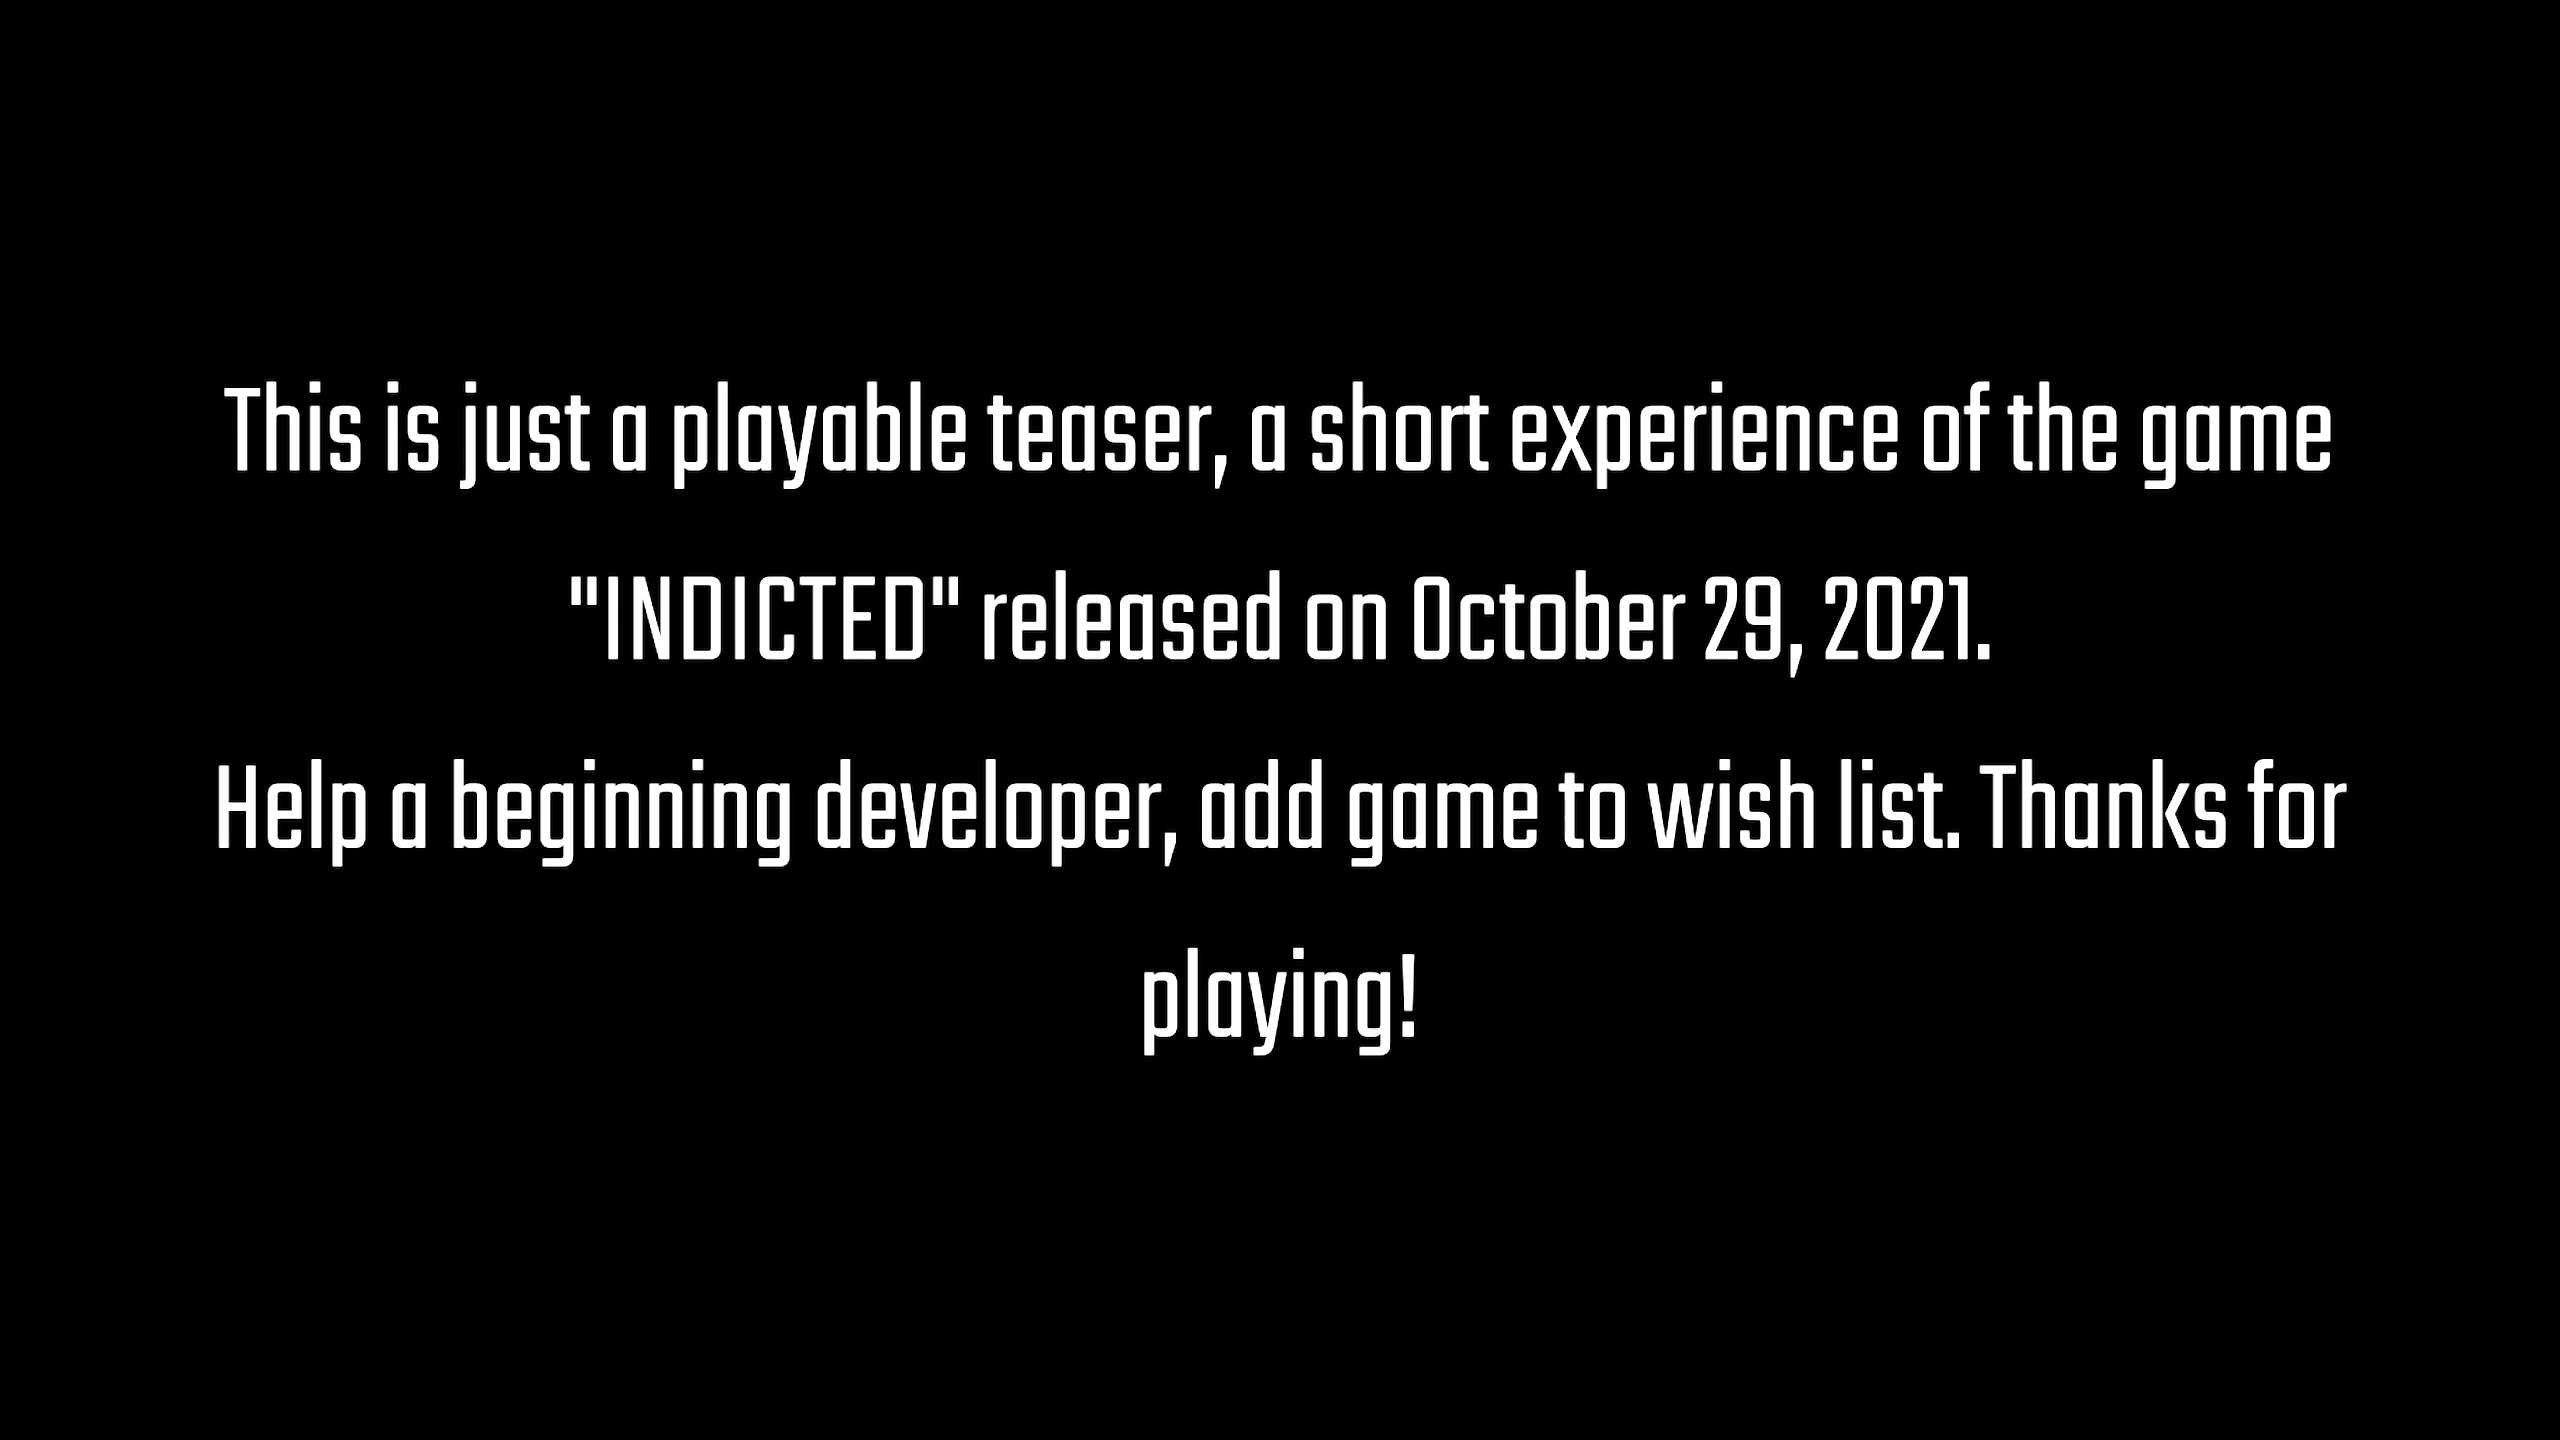 This is just a playable teaser, a short experience of the game
"INDICTED" released on October 29, 2021.
Help a beginning developer, add game to wish list. Thanks for
playing!